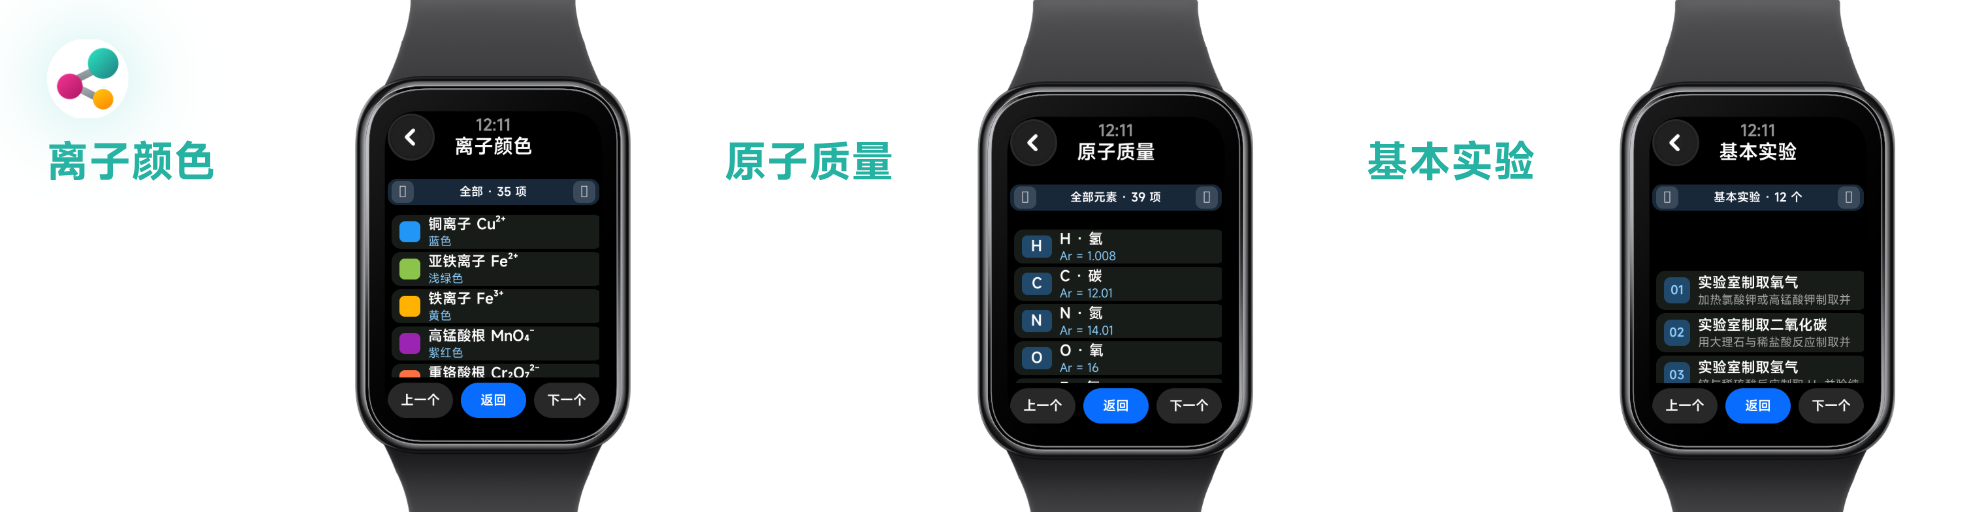 离子颜色
12:11
离子颜色
全部 · 35 项
铜离子 Cu²⁺
蓝色
亚铁离子 Fe²⁺
浅绿色
铁离子 Fe³⁺
黄色
高锰酸根 MnO₄⁻
紫红色
重铬酸根 Cr₂O₇²⁻
上一个
返回
下一个
原子质量
12:11
原子质量
全部元素 · 39 项
H
H · 氢
Ar = 1.008
C
C · 碳
Ar = 12.01
N
N · 氮
Ar = 14.01
O
O · 氧
Ar = 16
上一个
返回
下一个
基本实验
12:11
基本实验
基本实验 · 12 个
01
实验室制取氧气
加热氯酸钾或高锰酸钾制取并
02
实验室制取二氧化碳
用大理石与稀盐酸反应制取并
03
实验室制取氢气
上一个
返回
下一个